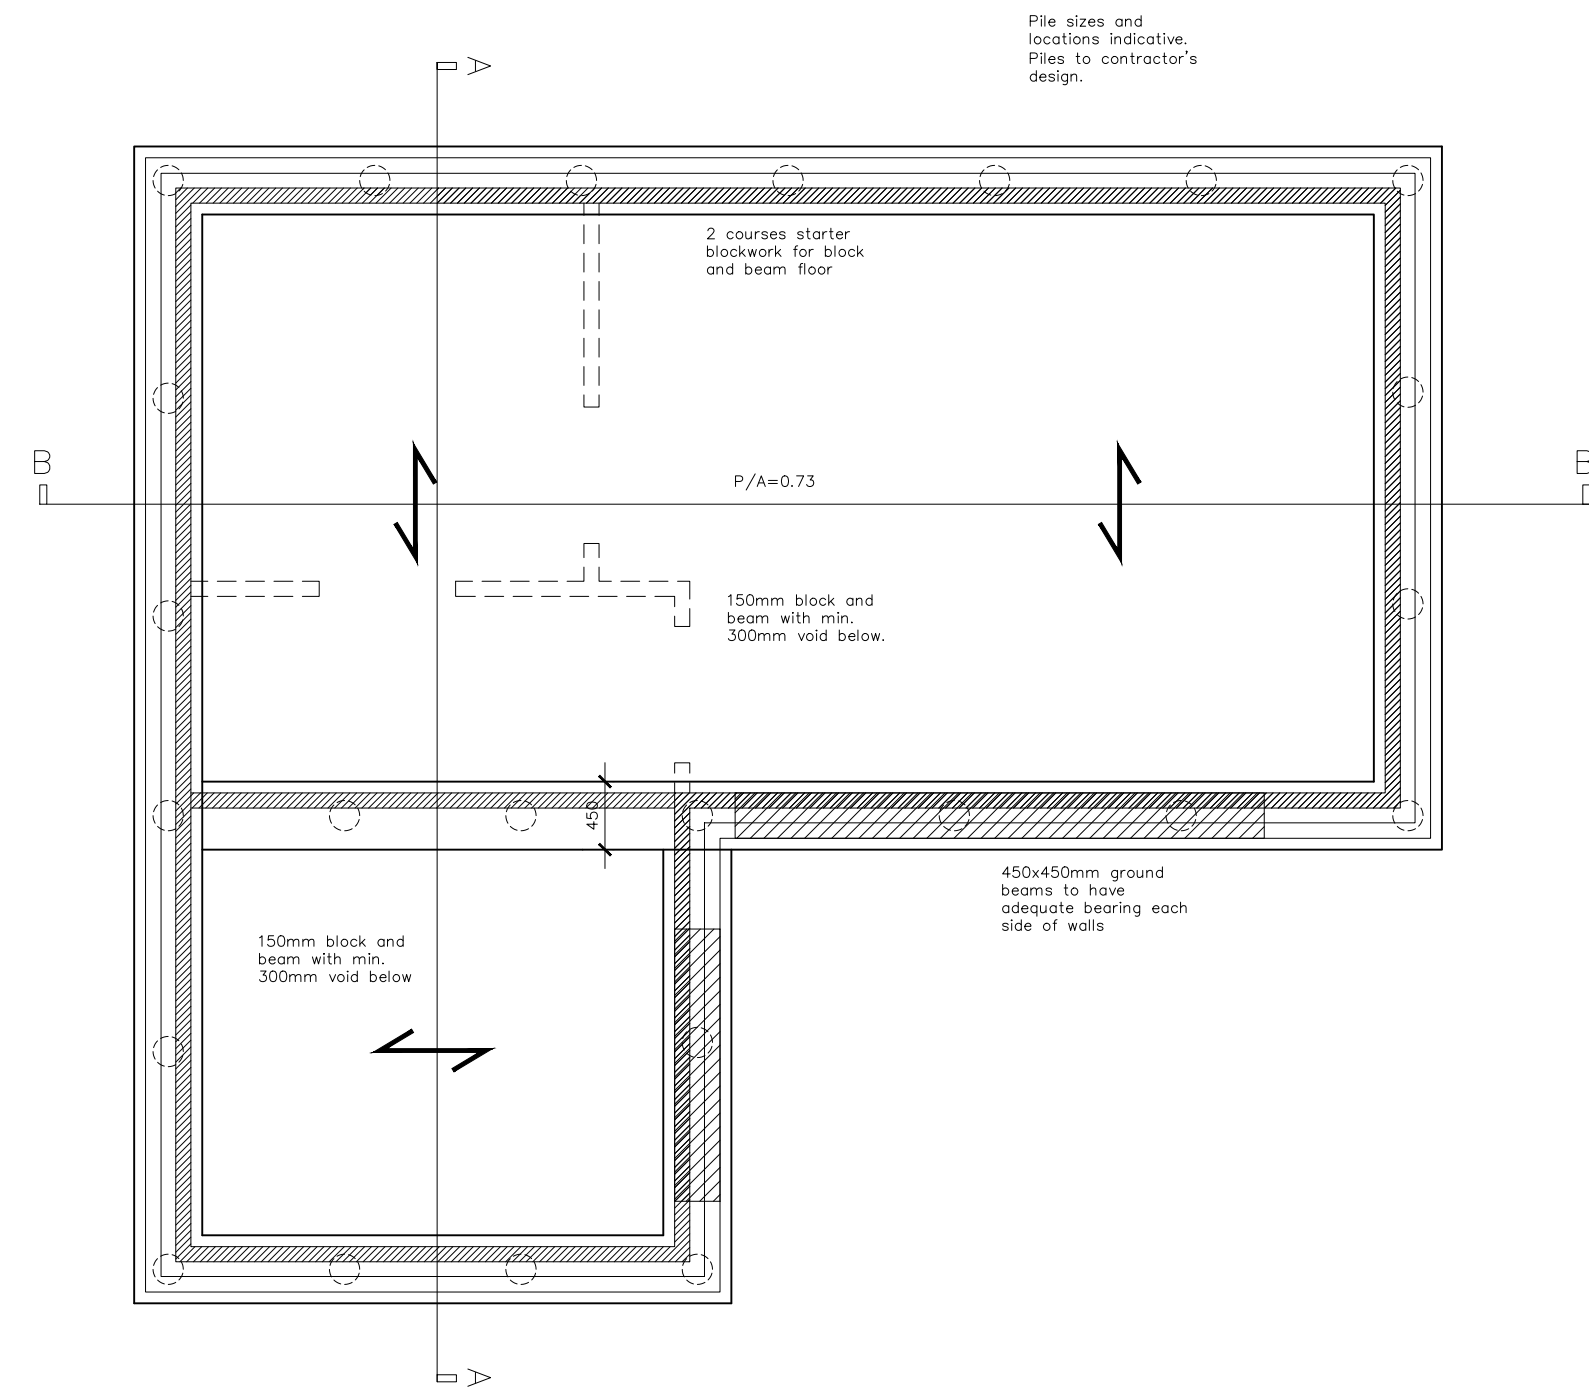 Pile sizes and
locations indicative.
Piles to contractor's
design.
A
2 courses starter
blockwork for block
and beam floor
B
B
P/A=0.73
150mm block and
beam with min.
300mm void below.
450
450x450mm ground
beams to have
adequate bearing each
side of walls
150mm block and
beam with min.
300mm void below
A